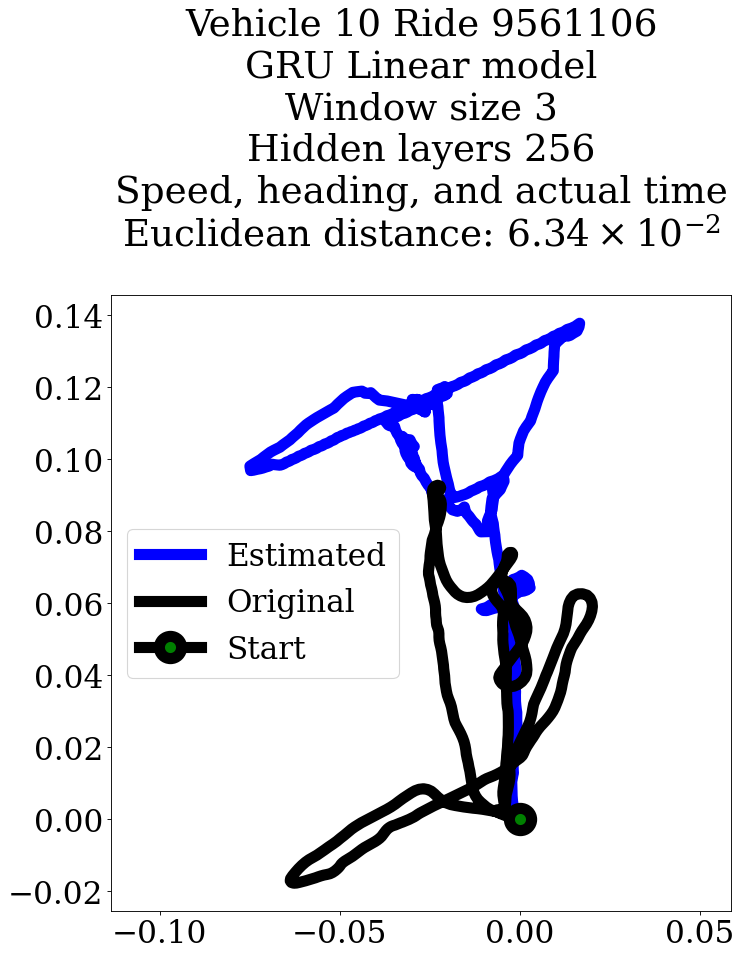 Vehicle 10 Ride 9561106
GRU Linear model
Window size 3
Hidden layers 256
Speed, heading, and actual time
Euclidean distance: 6.34 × 10⁻²
0.14
0.12
0.10
0.08
0.06
0.04
0.02
0.00
−0.02
Estimated
Original
Start
−0.10
−0.05
0.00
0.05